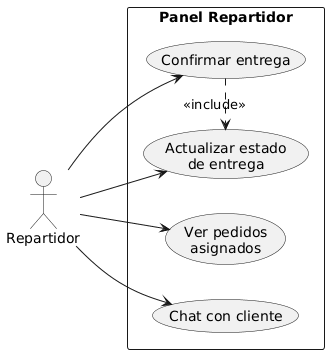 Panel Repartidor
Confirmar entrega
«include»
Actualizar estado
de entrega
Repartidor
Ver pedidos
asignados
Chat con cliente